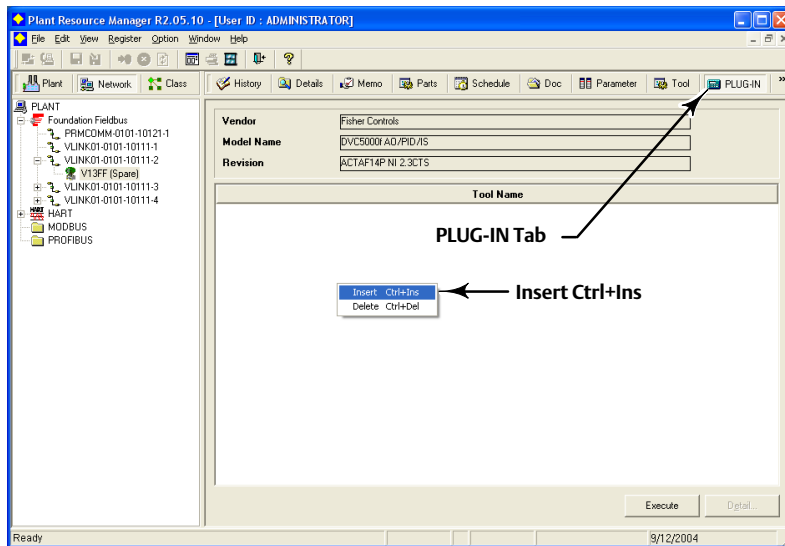 Plant Resource Manager R2.05.10 - [User ID : ADMINISTRATOR]
File Edit View Register Option Window Help
Plant Network Class History Details Memo Parts Schedule Doc Parameter Tool PLUG-IN »
PLANT
Foundation Fieldbus
PRMCOMM-0101-10121-1
VLINK01-0101-10111-1
VLINK01-0101-10111-2
V13FF (Spare)
VLINK01-0101-10111-3
VLINK01-0101-10111-4
HART HART
MODBUS
PROFIBUS
Vendor Fisher Controls
Model Name DVC5000f AO/PID/IS
Revision ACTAF14P NI 2.3CTS
Tool Name
PLUG-IN Tab
Insert Ctrl+Ins
Delete Ctrl+Del
Insert Ctrl+Ins
Execute Detail...
Ready 9/12/2004